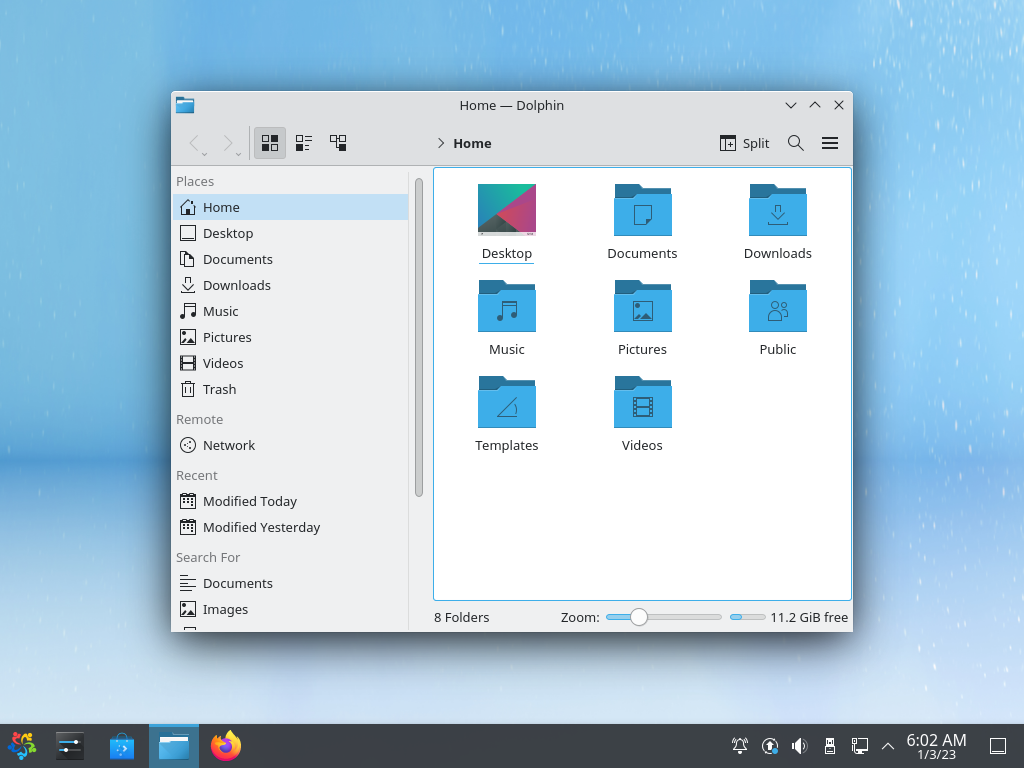 Home — Dolphin
Home
Split
Places
Home
Desktop
Documents
Downloads
Music
Pictures
Videos
Trash
Remote
Network
Recent
Modified Today
Modified Yesterday
Search For
Documents
Images
Desktop
Documents
Downloads
Music
Pictures
Public
Templates
Videos
8 Folders
Zoom:
11.2 GiB free
6:02 AM
1/3/23